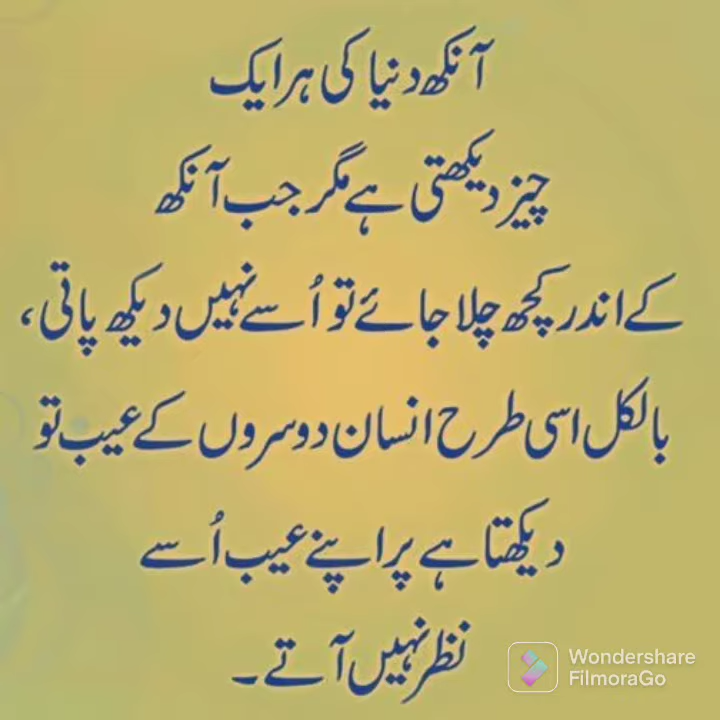 آنکھ دنیا کی ہر ایک
چیز دیکھتی ہے مگر جب آنکھ
کے اندر کچھ چلا جائے تو اُسے نہیں دیکھ پاتی،
بالکل اسی طرح انسان دوسروں کے عیب تو
دیکھتا ہے پر اپنے عیب اُسے
نظر نہیں آتے۔
Wondershare
FilmoraGo